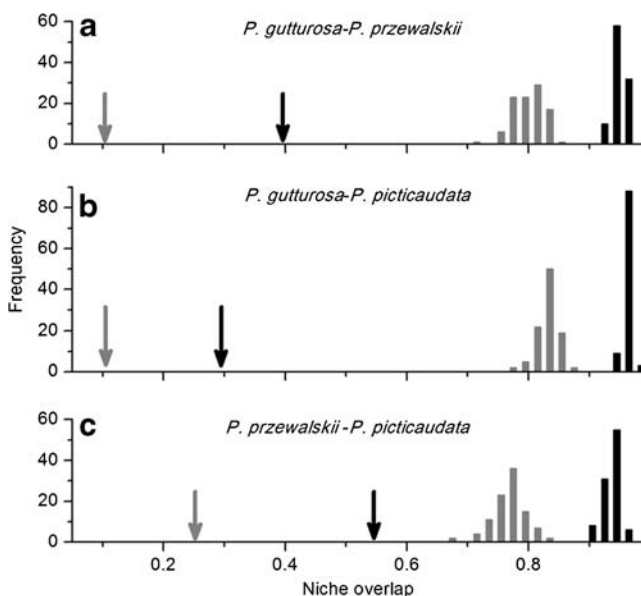 a
P. gutturosa-P. przewalskii
60
40
20
0
b
P. gutturosa-P. picticaudata
80
60
40
20
0
Frequency
c
P. przewalskii-P. picticaudata
60
40
20
0
0.2 0.4 0.6 0.8
Niche overlap